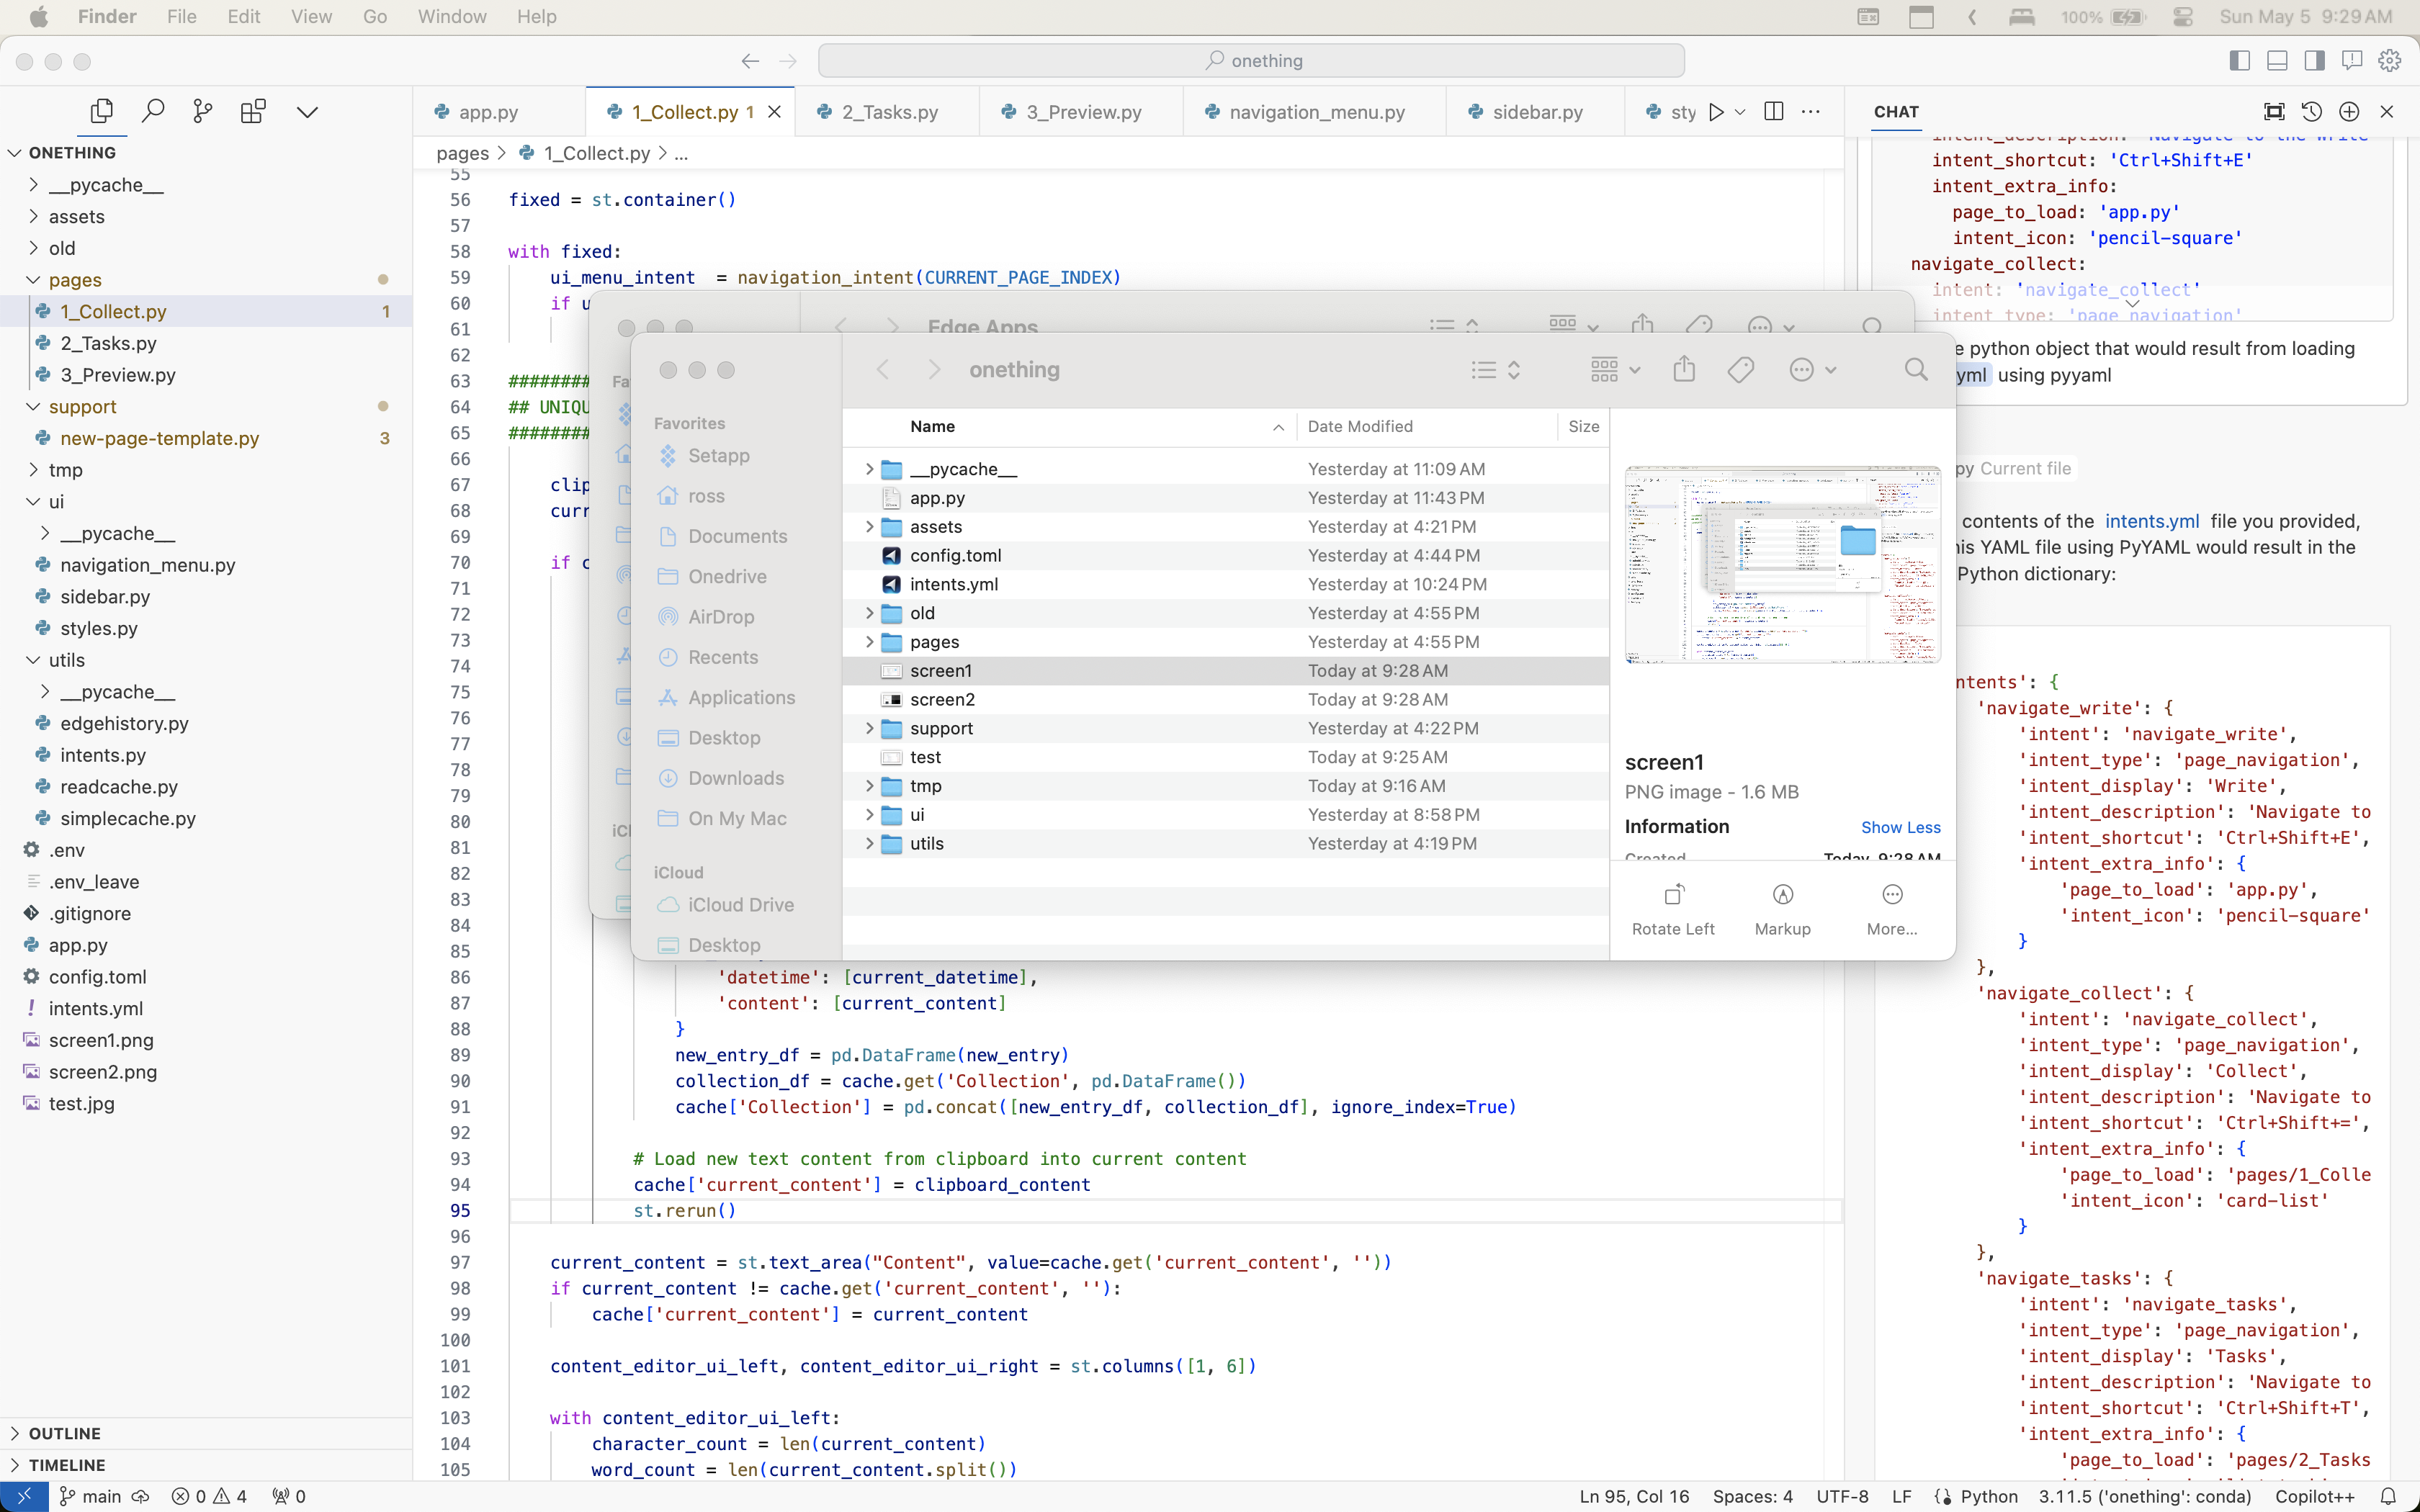 Finder File Edit View Go Window Help
100% Sun May 5 9:29 AM
onething
app.py
1_Collect.py 1
2_Tasks.py
3_Preview.py
navigation_menu.py
sidebar.py
sty
CHAT
ONETHING
__pycache__
assets
old
pages
1_Collect.py 1
2_Tasks.py
3_Preview.py
support
new-page-template.py 3
tmp
ui
__pycache__
navigation_menu.py
sidebar.py
styles.py
utils
__pycache__
edgehistory.py
intents.py
readcache.py
simplecache.py
.env
.env_leave
.gitignore
app.py
config.toml
intents.yml
screen1.png
screen2.png
test.jpg
OUTLINE
TIMELINE
pages > 1_Collect.py > ...
55
56 fixed = st.container()
57
58 with fixed:
59 ui_menu_intent  = navigation_intent(CURRENT_PAGE_INDEX)
60 if u
61
62
63 ########
64 ## UNIQU
65 ########
66
67 clip
68 curr
69
70 if c
71
72
73
74
75
76
77
78
79
80
81
82
83
84
85
86 'datetime': [current_datetime],
87 'content': [current_content]
88 }
89 new_entry_df = pd.DataFrame(new_entry)
90 collection_df = cache.get('Collection', pd.DataFrame())
91 cache['Collection'] = pd.concat([new_entry_df, collection_df], ignore_index=True)
92
93 # Load new text content from clipboard into current content
94 cache['current_content'] = clipboard_content
95 st.rerun()
96
97 current_content = st.text_area("Content", value=cache.get('current_content', ''))
98 if current_content != cache.get('current_content', ''):
99 cache['current_content'] = current_content
100
101 content_editor_ui_left, content_editor_ui_right = st.columns([1, 6])
102
103 with content_editor_ui_left:
104 character_count = len(current_content)
105 word_count = len(current_content.split())
Edge Apps
Fa
iCl
onething
Favorites
Setapp
ross
Documents
Onedrive
AirDrop
Recents
Applications
Desktop
Downloads
On My Mac
iCloud
iCloud Drive
Desktop
Name Date Modified Size
__pycache__ Yesterday at 11:09 AM
app.py Yesterday at 11:43 PM
assets Yesterday at 4:21 PM
config.toml Yesterday at 4:44 PM
intents.yml Yesterday at 10:24 PM
old Yesterday at 4:55 PM
pages Yesterday at 4:55 PM
screen1 Today at 9:28 AM
screen2 Today at 9:28 AM
support Yesterday at 4:22 PM
test Today at 9:25 AM
tmp Today at 9:16 AM
ui Yesterday at 8:58 PM
utils Yesterday at 4:19 PM
screen1
PNG image - 1.6 MB
Information Show Less
Created Today, 9:28 AM
Rotate Left Markup More...
intent_description: 'Navigate to the Write
intent_shortcut: 'Ctrl+Shift+E'
intent_extra_info:
page_to_load: 'app.py'
intent_icon: 'pencil-square'
navigate_collect:
intent: 'navigate_collect'
intent_type: 'page_navigation'
e python object that would result from loading
yml using pyyaml
py Current file
contents of the intents.yml file you provided,
is YAML file using PyYAML would result in the
Python dictionary:
ntents': {
'navigate_write': {
'intent': 'navigate_write',
'intent_type': 'page_navigation',
'intent_display': 'Write',
'intent_description': 'Navigate to
'intent_shortcut': 'Ctrl+Shift+E',
'intent_extra_info': {
'page_to_load': 'app.py',
'intent_icon': 'pencil-square'
}
},
'navigate_collect': {
'intent': 'navigate_collect',
'intent_type': 'page_navigation',
'intent_display': 'Collect',
'intent_description': 'Navigate to
'intent_shortcut': 'Ctrl+Shift+=',
'intent_extra_info': {
'page_to_load': 'pages/1_Colle
'intent_icon': 'card-list'
}
},
'navigate_tasks': {
'intent': 'navigate_tasks',
'intent_type': 'page_navigation',
'intent_display': 'Tasks',
'intent_description': 'Navigate to
'intent_shortcut': 'Ctrl+Shift+T',
'intent_extra_info': {
'page_to_load': 'pages/2_Tasks
main 0 4 0
Ln 95, Col 16 Spaces: 4 UTF-8 LF Python 3.11.5 ('onething': conda) Copilot++